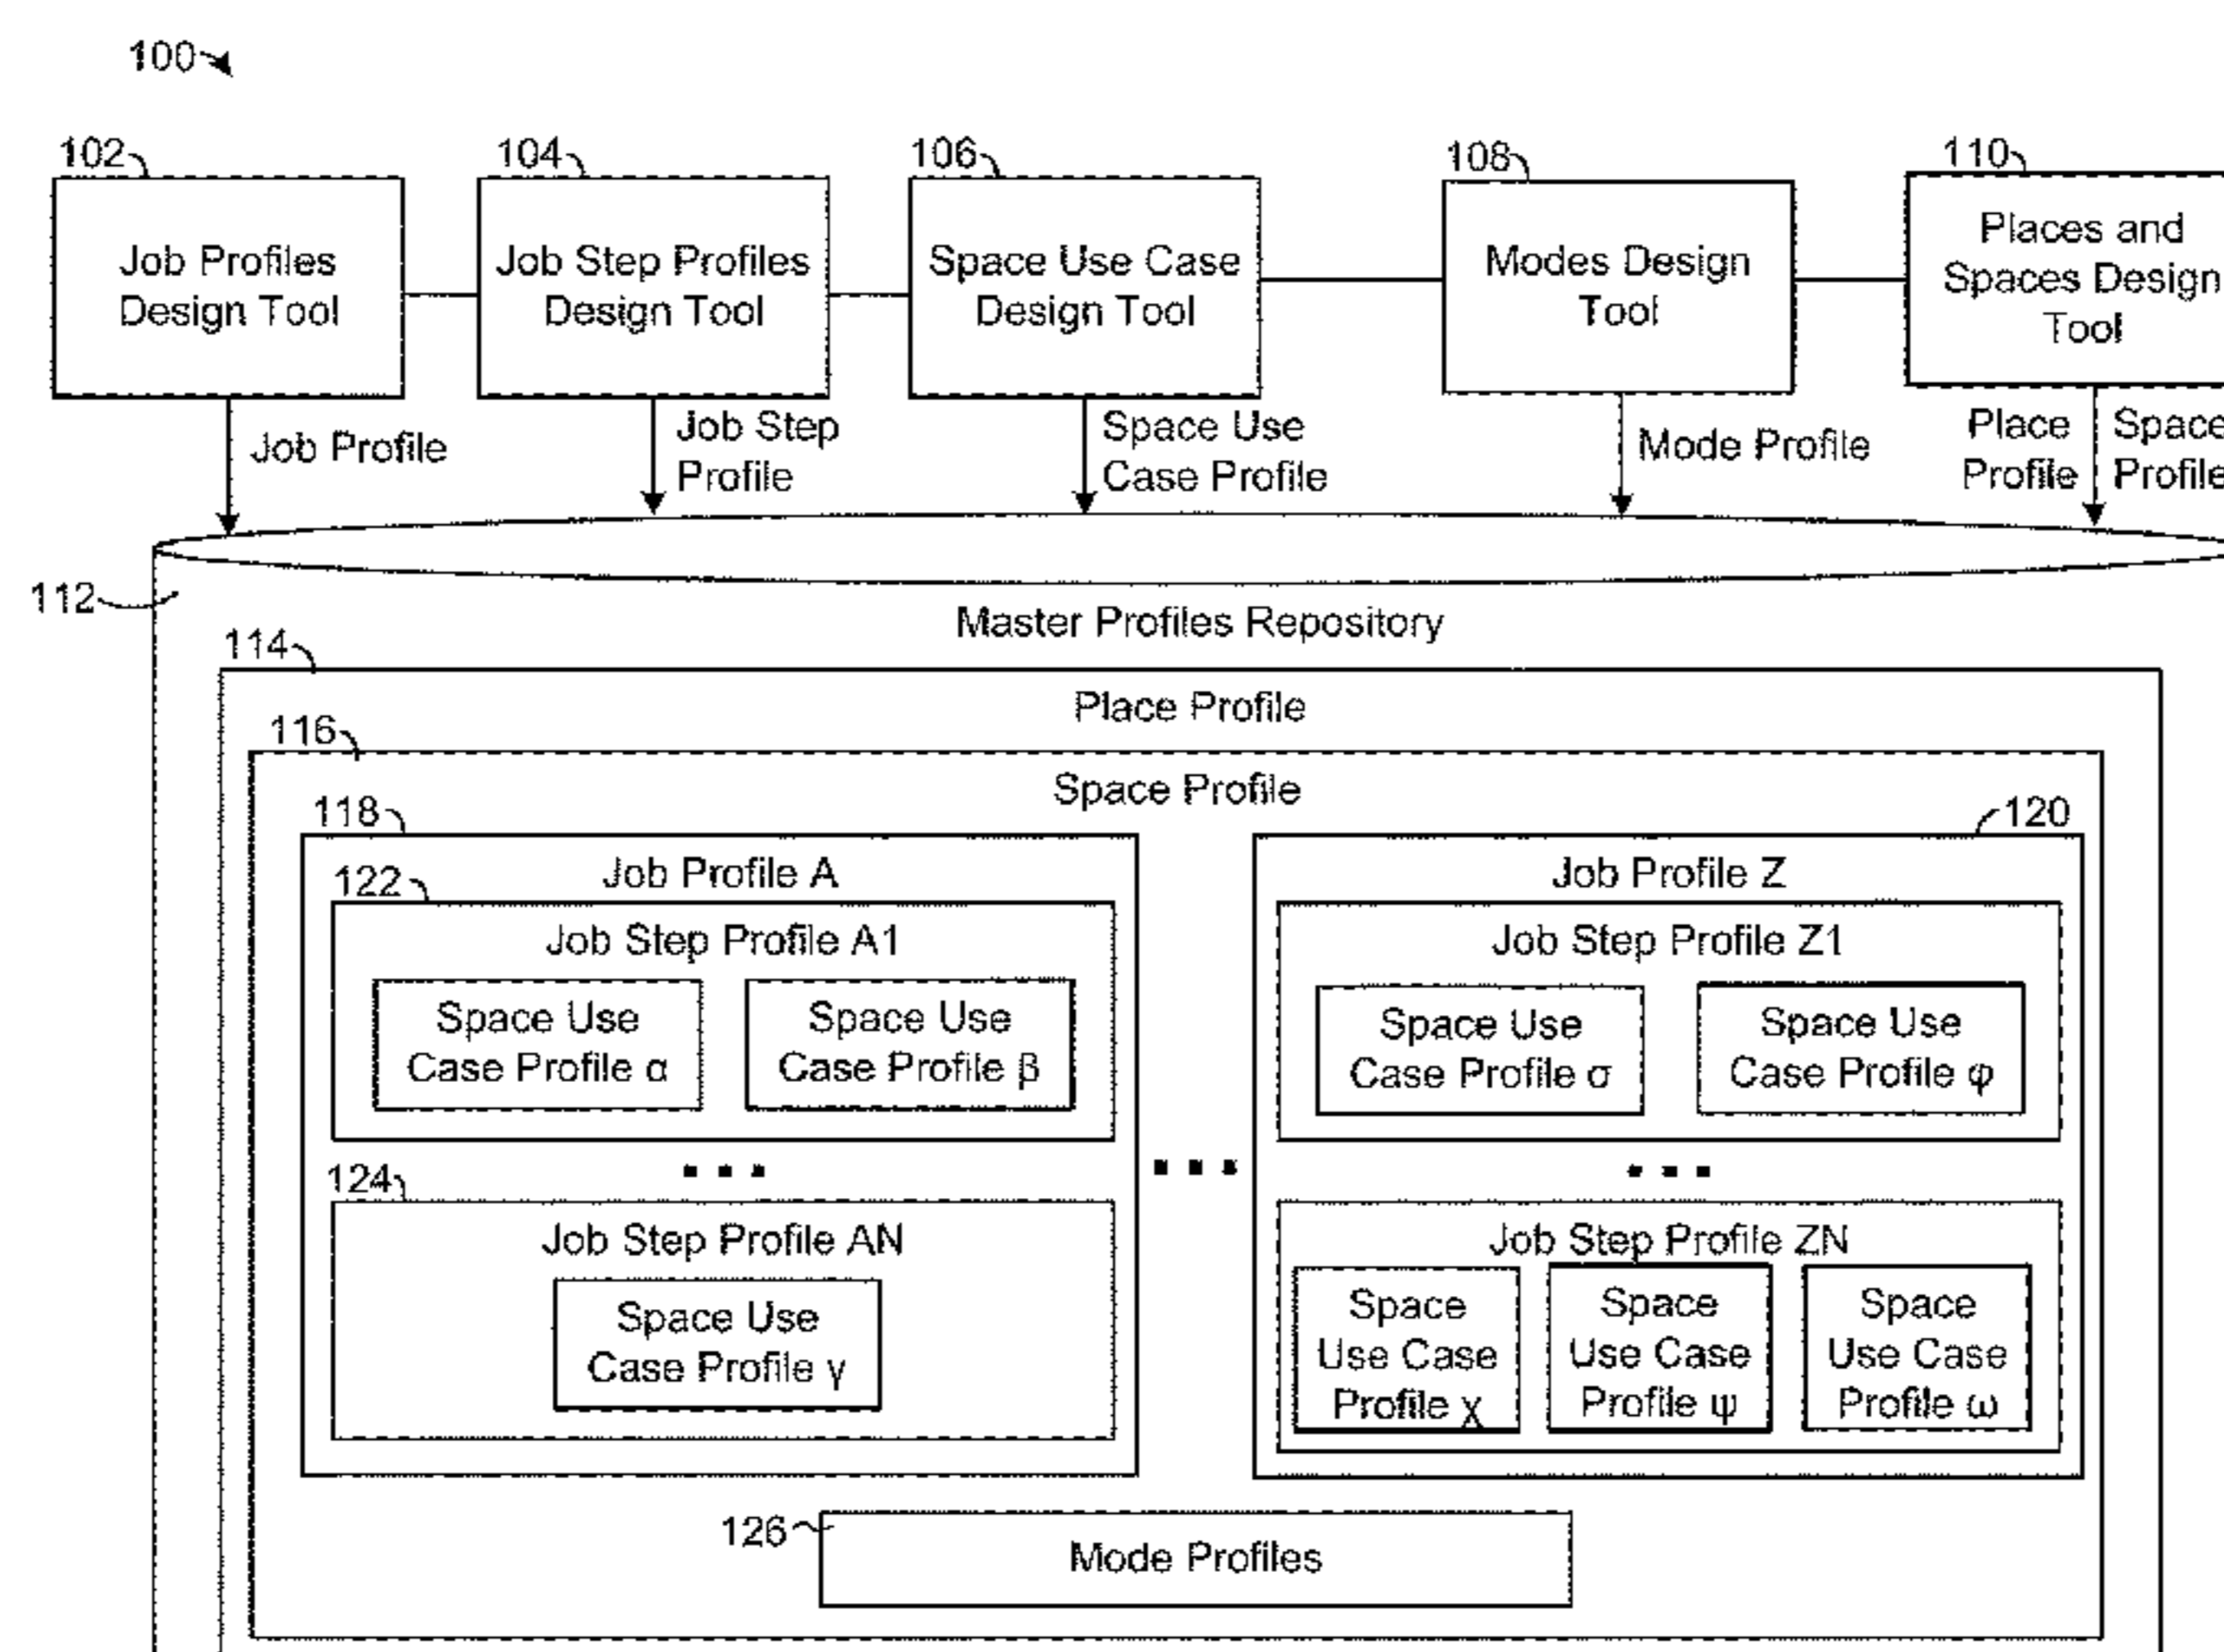 100
102
104
106
108
110
Job Profiles
Design Tool
Job Step Profiles
Design Tool
Space Use Case
Design Tool
Modes Design
Tool
Places and
Spaces Design
Tool
Job Profile
Job Step
Profile
Space Use
Case Profile
Mode Profile
Place
Profile
Space
Profile
112
Master Profiles Repository
114
Place Profile
116
Space Profile
118
Job Profile A
122
Job Step Profile A1
Space Use
Case Profile α
Space Use
Case Profile β
124
Job Step Profile AN
Space Use
Case Profile γ
120
Job Profile Z
Job Step Profile Z1
Space Use
Case Profile σ
Space Use
Case Profile φ
Job Step Profile ZN
Space
Use Case
Profile χ
Space
Use Case
Profile ψ
Space
Use Case
Profile ω
126
Mode Profiles